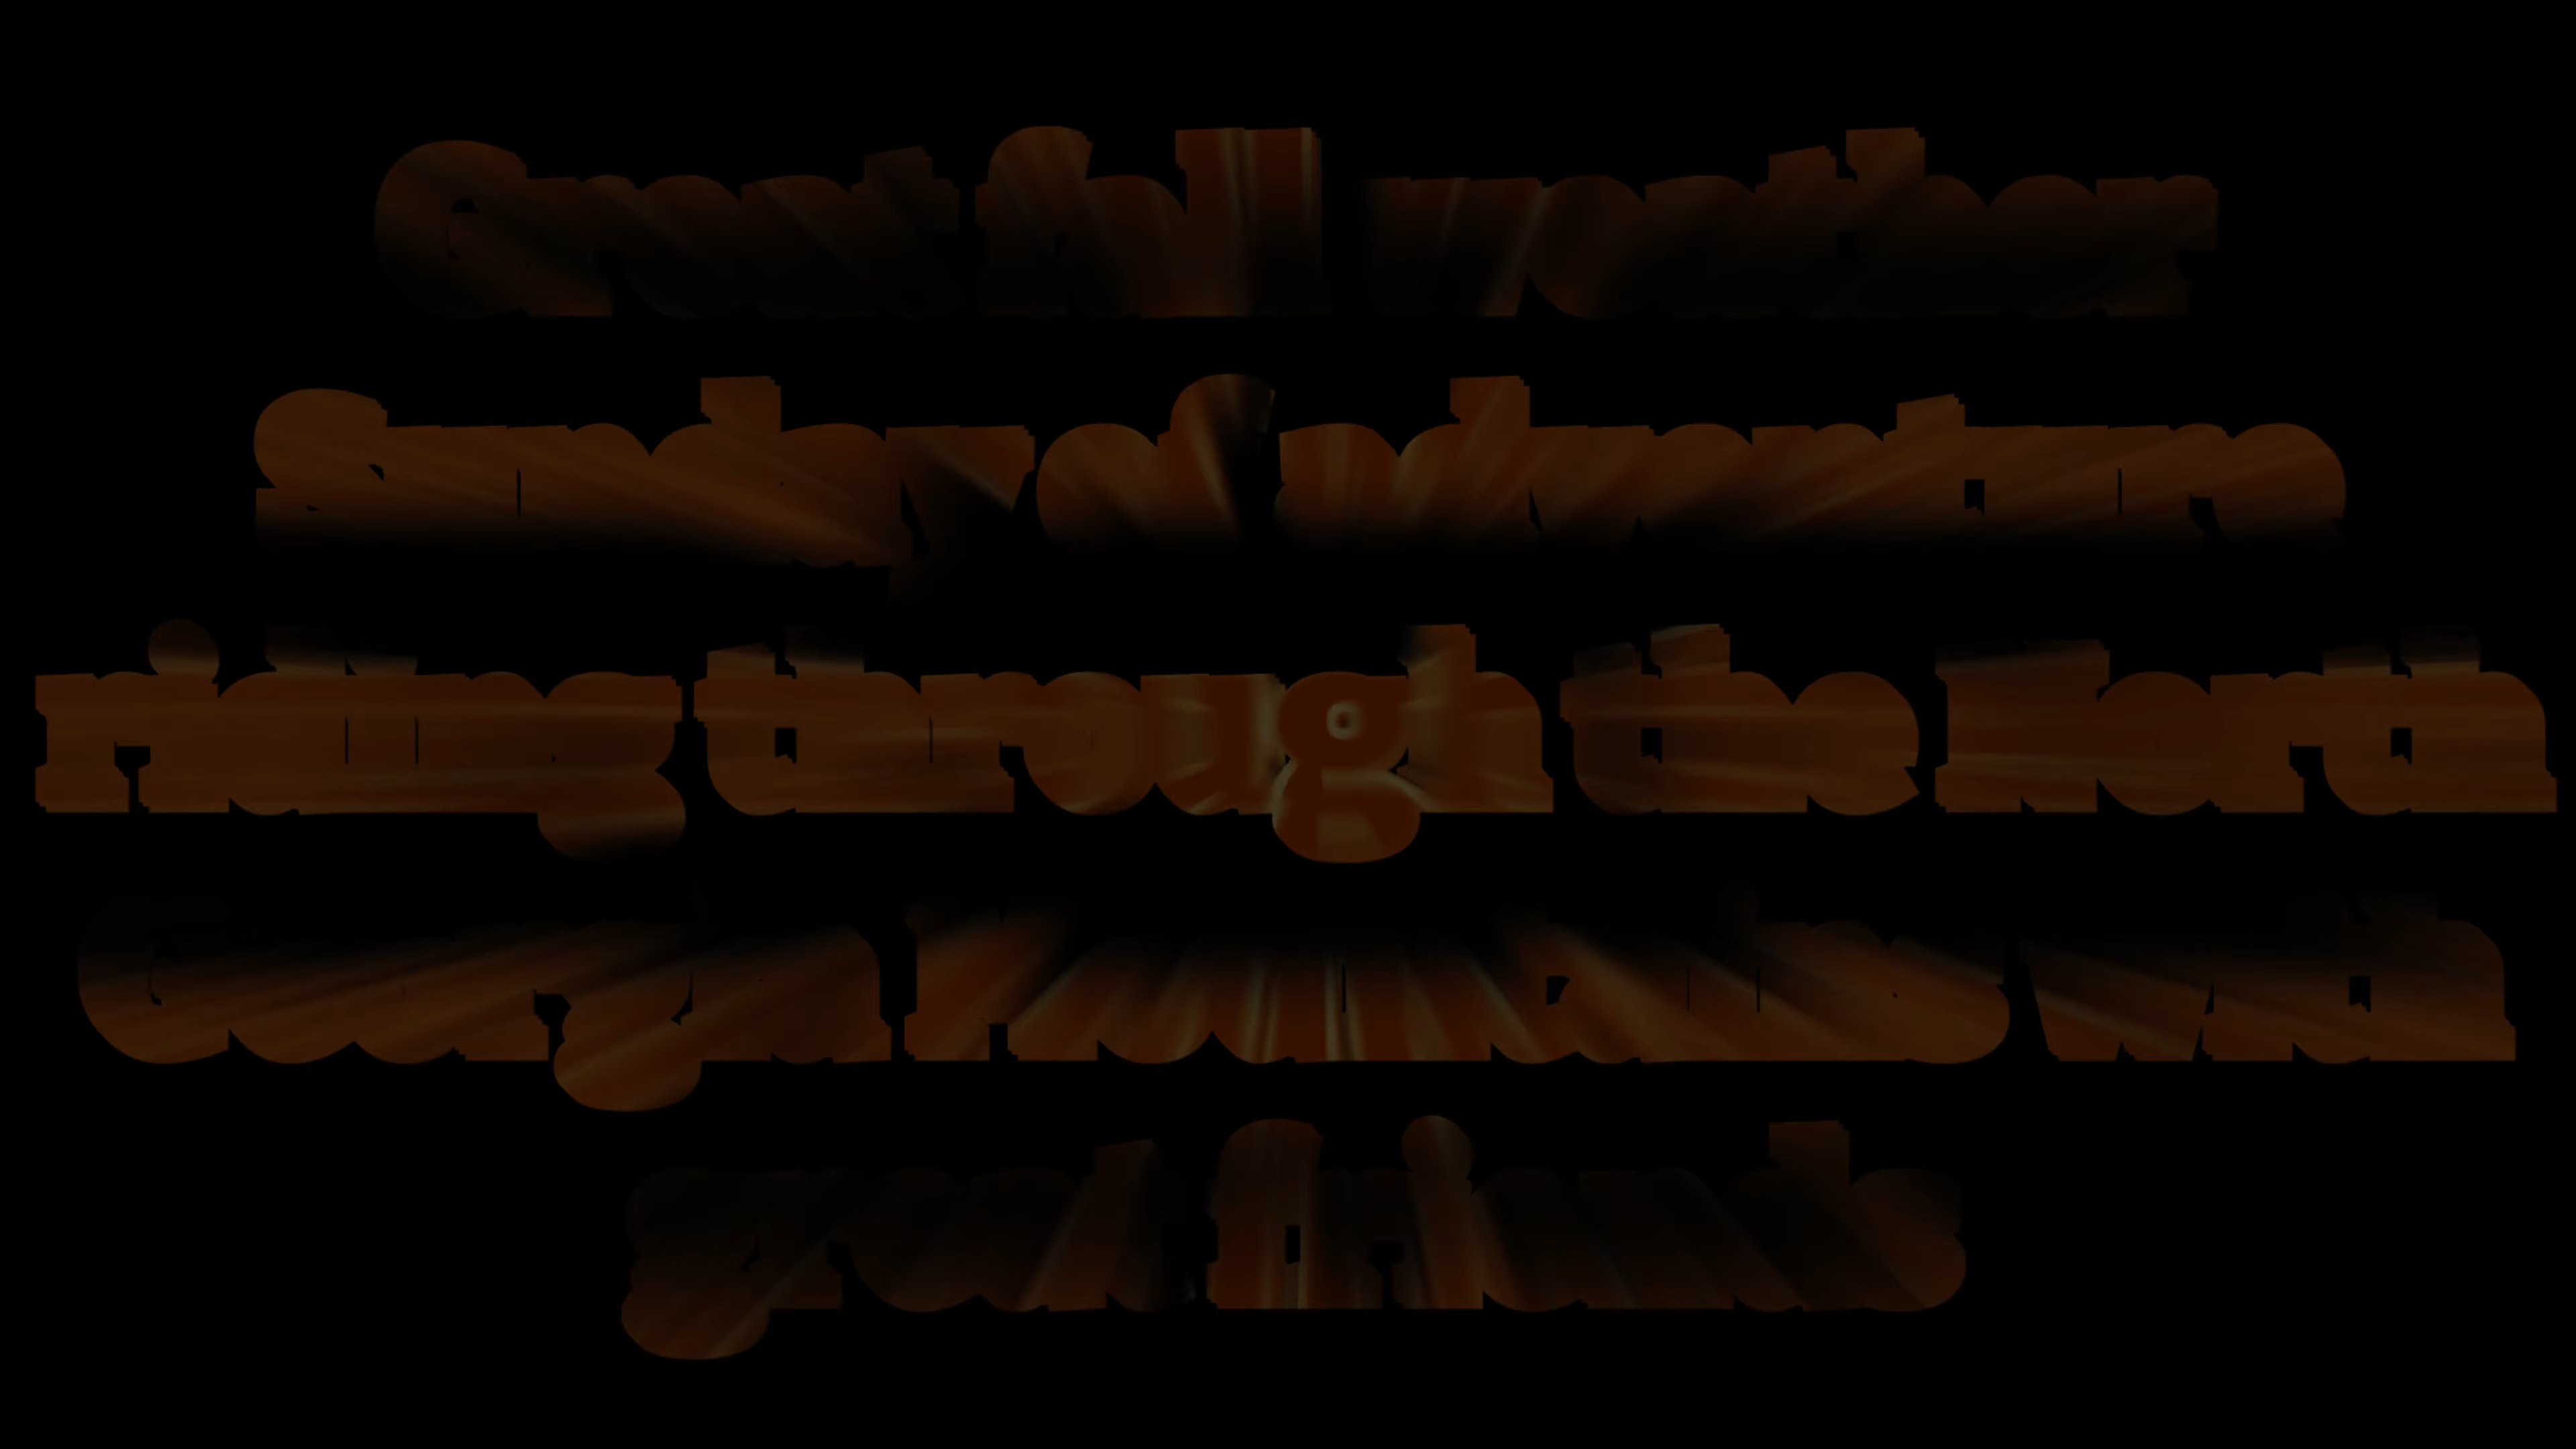 Great fall weather
Sunday of adventure
riding through the North
Georgia mountains with
great friends